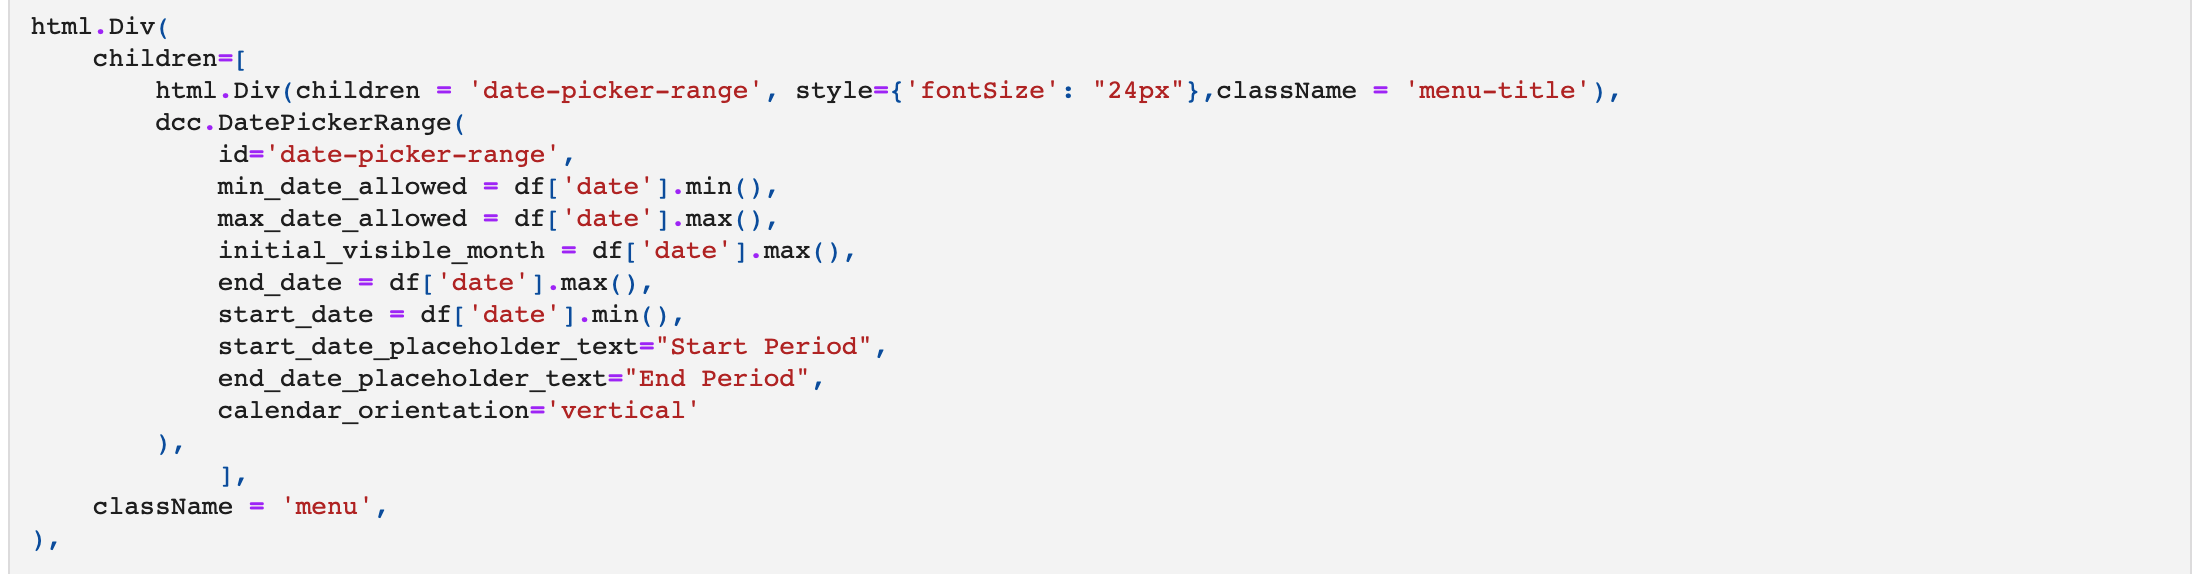 html.Div(
    children=[
        html.Div(children = 'date-picker-range', style={'fontSize': "24px"},className = 'menu-title'),
        dcc.DatePickerRange(
            id='date-picker-range',
            min_date_allowed = df['date'].min(),
            max_date_allowed = df['date'].max(),
            initial_visible_month = df['date'].max(),
            end_date = df['date'].max(),
            start_date = df['date'].min(),
            start_date_placeholder_text="Start Period",
            end_date_placeholder_text="End Period",
            calendar_orientation='vertical'
        ),
            ],
    className = 'menu',
),